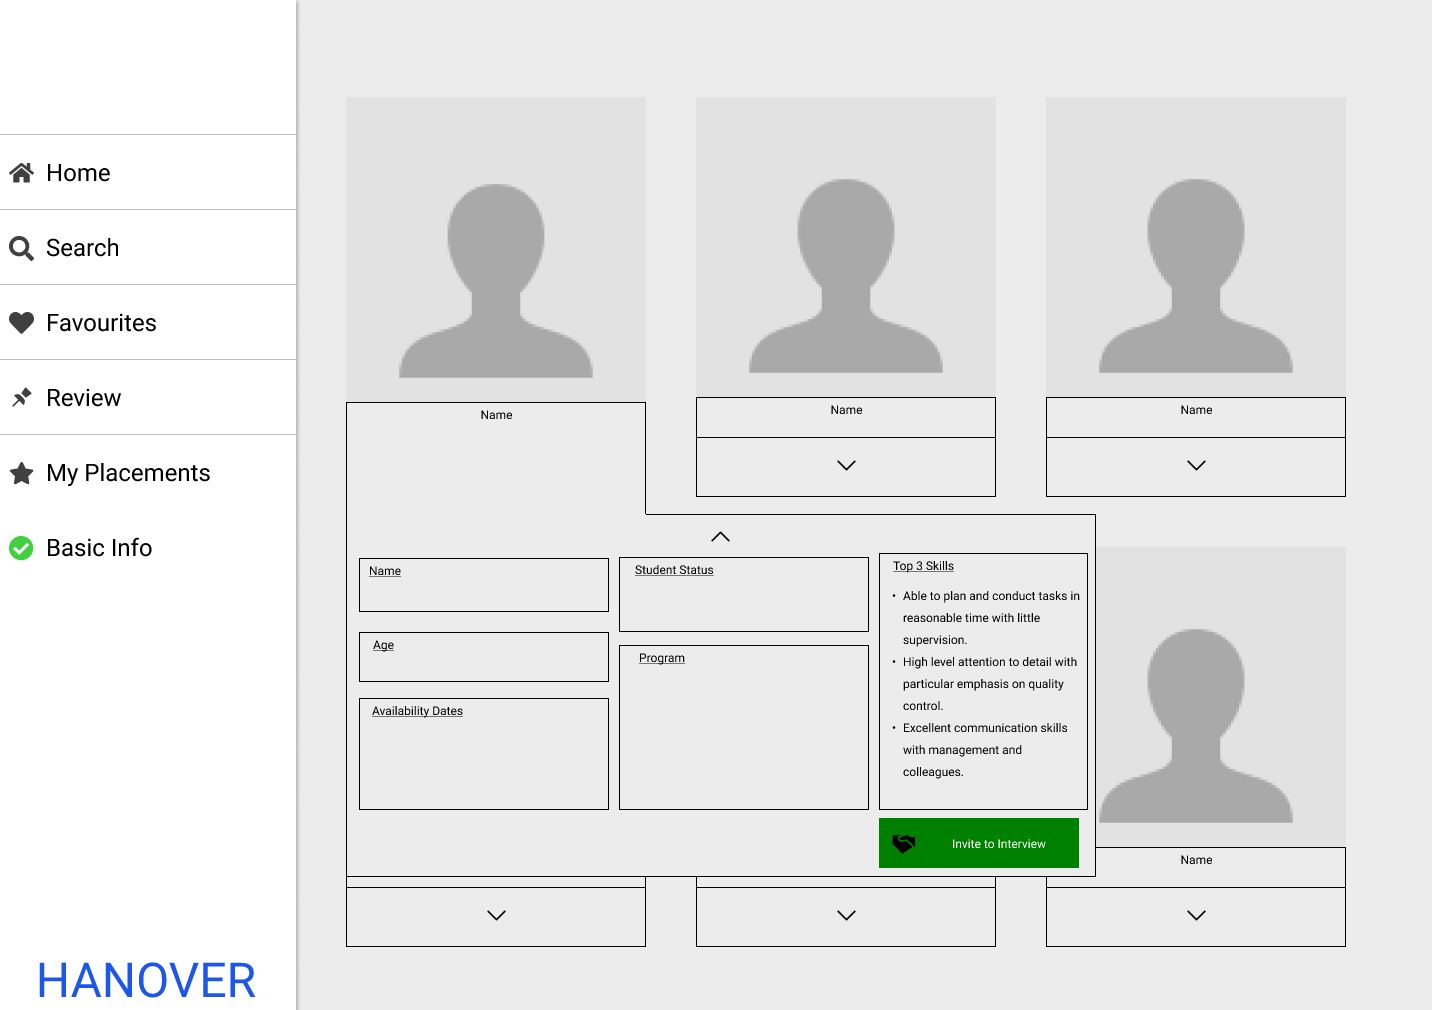 Home
Search
Favourites
Review
My Placements
Basic Info
HANOVER
Name
Name
Name
Name
Age
Availability Dates
Student Status
Program
Top 3 Skills
• Able to plan and conduct tasks in
reasonable time with little
supervision.
• High level attention to detail with
particular emphasis on quality
control.
• Excellent communication skills
with management and
colleagues.
Invite to Interview
Name